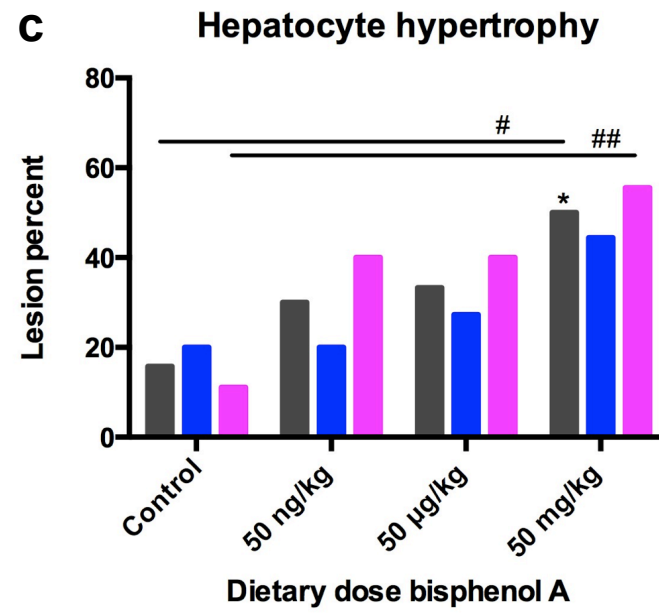 c
Hepatocyte hypertrophy
Lesion percent
80
60
40
20
0
#
##
*
Control
50 ng/kg
50 µg/kg
50 mg/kg
Dietary dose bisphenol A